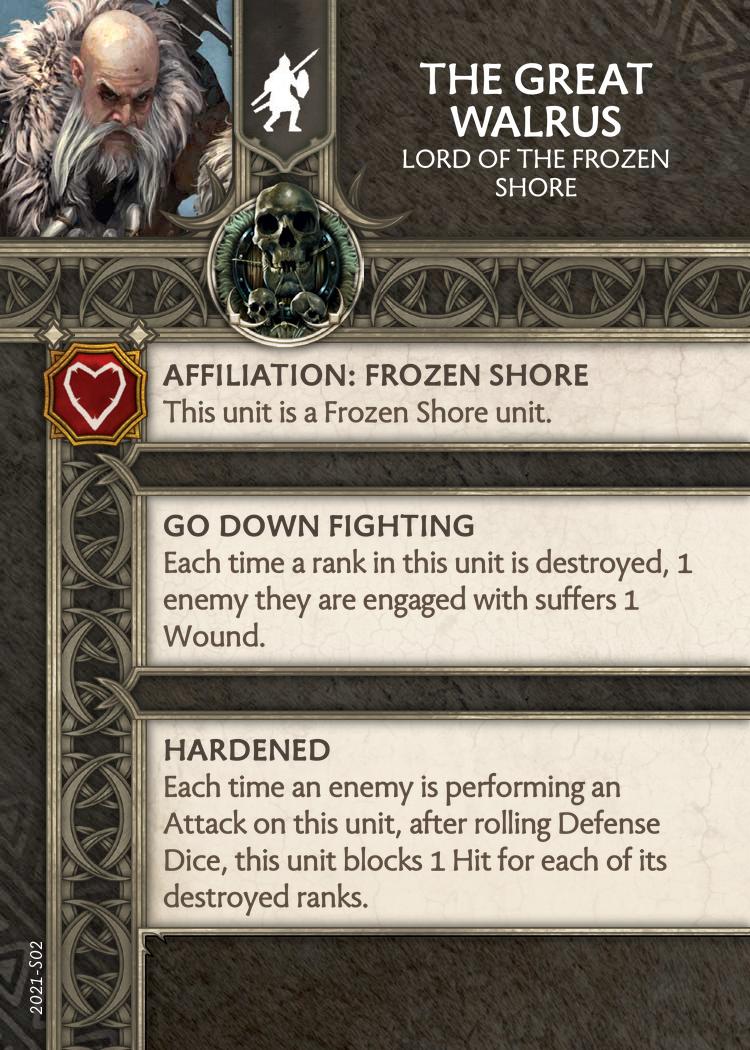 THE GREAT
WALRUS
LORD OF THE FROZEN
SHORE
AFFILIATION: FROZEN SHORE
This unit is a Frozen Shore unit.
GO DOWN FIGHTING
Each time a rank in this unit is destroyed, 1
enemy they are engaged with suffers 1
Wound.
HARDENED
Each time an enemy is performing an
Attack on this unit, after rolling Defense
Dice, this unit blocks 1 Hit for each of its
destroyed ranks.
2021-S02